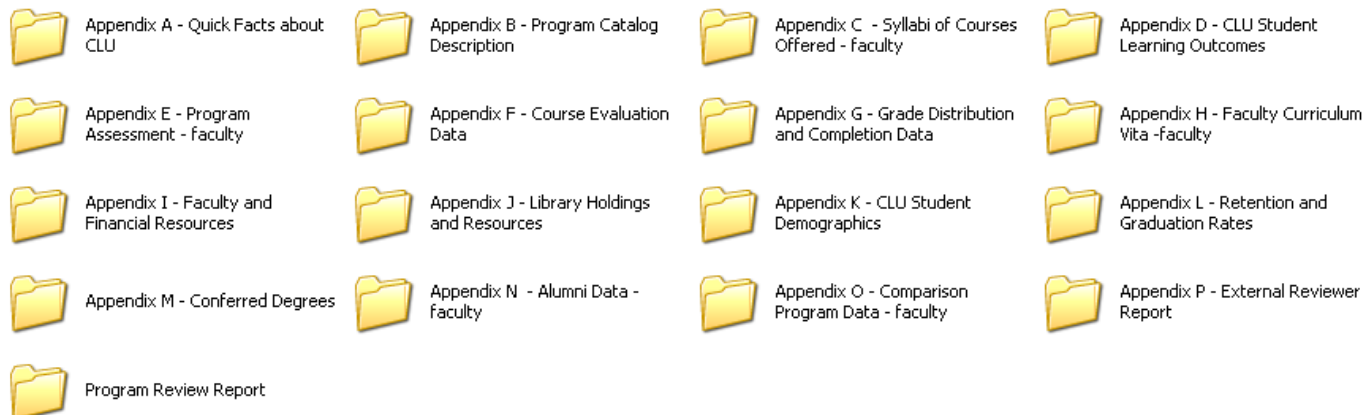 Appendix A - Quick Facts about
CLU
Appendix B - Program Catalog
Description
Appendix C  - Syllabi of Courses
Offered - faculty
Appendix D - CLU Student
Learning Outcomes
Appendix E - Program
Assessment - faculty
Appendix F - Course Evaluation
Data
Appendix G - Grade Distribution
and Completion Data
Appendix H - Faculty Curriculum
Vita -faculty
Appendix I - Faculty and
Financial Resources
Appendix J - Library Holdings
and Resources
Appendix K - CLU Student
Demographics
Appendix L - Retention and
Graduation Rates
Appendix M - Conferred Degrees
Appendix N  - Alumni Data -
faculty
Appendix O - Comparison
Program Data - faculty
Appendix P - External Reviewer
Report
Program Review Report